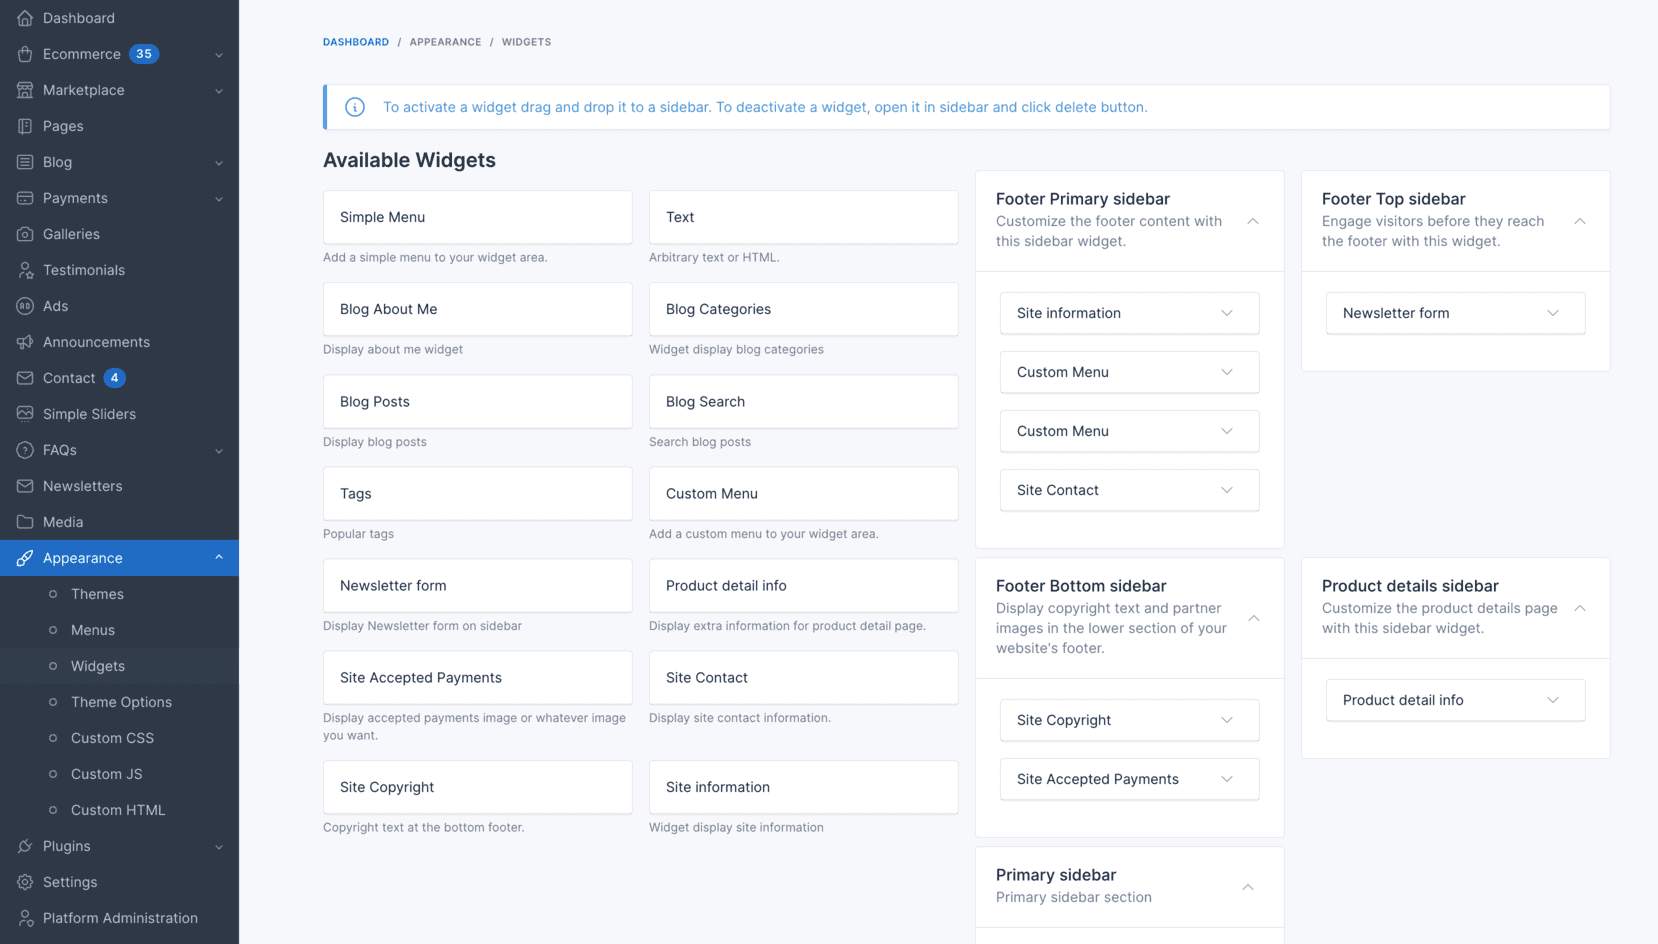 Dashboard
Ecommerce 35
Marketplace
Pages
Blog
Payments
Galleries
Testimonials
Ads
Announcements
Contact 4
Simple Sliders
FAQs
Newsletters
Media
Appearance
Themes
Menus
Widgets
Theme Options
Custom CSS
Custom JS
Custom HTML
Plugins
Settings
Platform Administration
DASHBOARD / APPEARANCE / WIDGETS
To activate a widget drag and drop it to a sidebar. To deactivate a widget, open it in sidebar and click delete button.
Available Widgets
Simple Menu
Add a simple menu to your widget area.
Text
Arbitrary text or HTML.
Blog About Me
Display about me widget
Blog Categories
Widget display blog categories
Blog Posts
Display blog posts
Blog Search
Search blog posts
Tags
Popular tags
Custom Menu
Add a custom menu to your widget area.
Newsletter form
Display Newsletter form on sidebar
Product detail info
Display extra information for product detail page.
Site Accepted Payments
Display accepted payments image or whatever image
you want.
Site Contact
Display site contact information.
Site Copyright
Copyright text at the bottom footer.
Site information
Widget display site information
Footer Primary sidebar
Customize the footer content with
this sidebar widget.
Site information
Custom Menu
Custom Menu
Site Contact
Footer Top sidebar
Engage visitors before they reach
the footer with this widget.
Newsletter form
Footer Bottom sidebar
Display copyright text and partner
images in the lower section of your
website's footer.
Site Copyright
Site Accepted Payments
Product details sidebar
Customize the product details page
with this sidebar widget.
Product detail info
Primary sidebar
Primary sidebar section